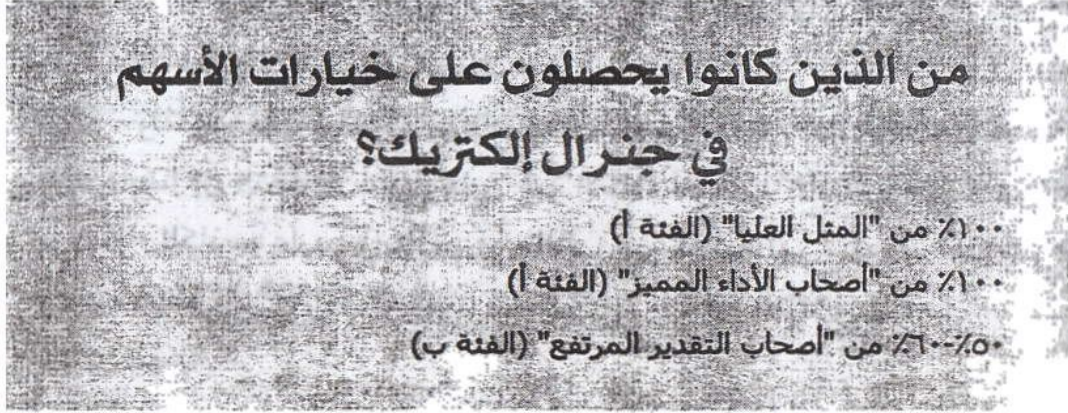 من الذين كانوا يحصلون على خيارات الأسهم
في جنرال إلكتريك؟
١٠٠٪ من "المثل العليا" (الفئة أ)
١٠٠٪ من "أصحاب الأداء المميز" (الفئة أ)
٥٠٪-٦٠٪ من "أصحاب التقدير المرتفع" (الفئة ب)